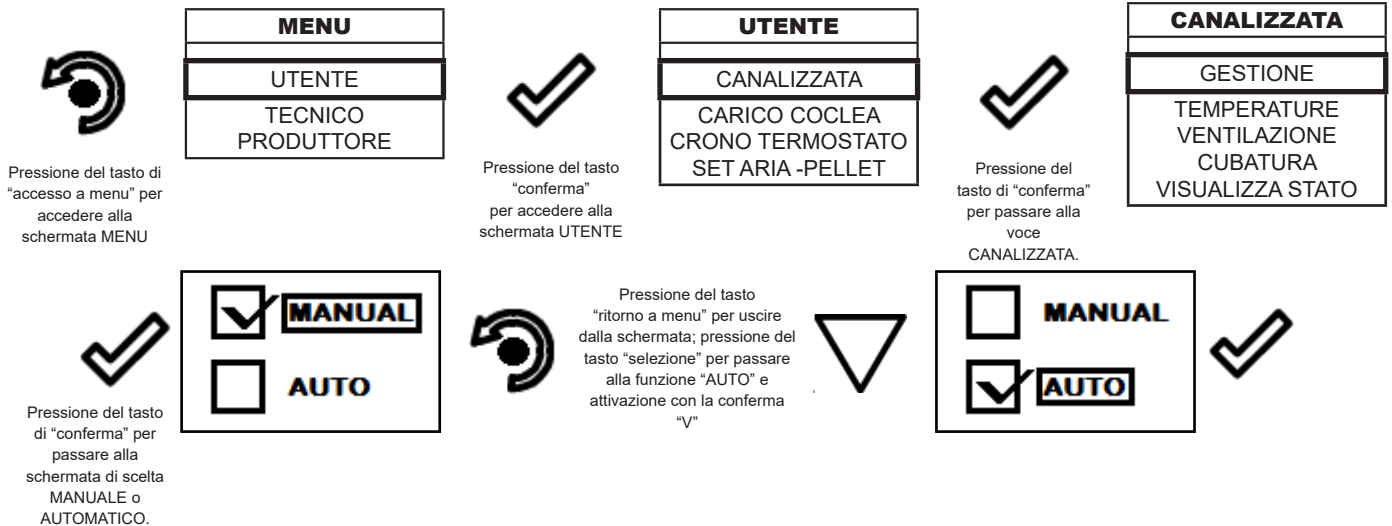 MENU
UTENTE
TECNICO
PRODUTTORE
Pressione del tasto di
“accesso a menu” per
accedere alla
schermata MENU
UTENTE
CANALIZZATA
CARICO COCLEA
CRONO TERMOSTATO
SET ARIA -PELLET
Pressione del tasto
“conferma”
per accedere alla
schermata UTENTE
CANALIZZATA
GESTIONE
TEMPERATURE
VENTILAZIONE
CUBATURA
VISUALIZZA STATO
Pressione del
tasto di “conferma”
per passare alla
voce
CANALIZZATA.
Pressione del tasto
di “conferma” per
passare alla
schermata di scelta
MANUALE o
AUTOMATICO.
MANUAL
AUTO
Pressione del tasto
“ritorno a menu” per uscire
dalla schermata; pressione del
tasto “selezione” per passare
alla funzione “AUTO” e
attivazione con la conferma
“V”
MANUAL
AUTO